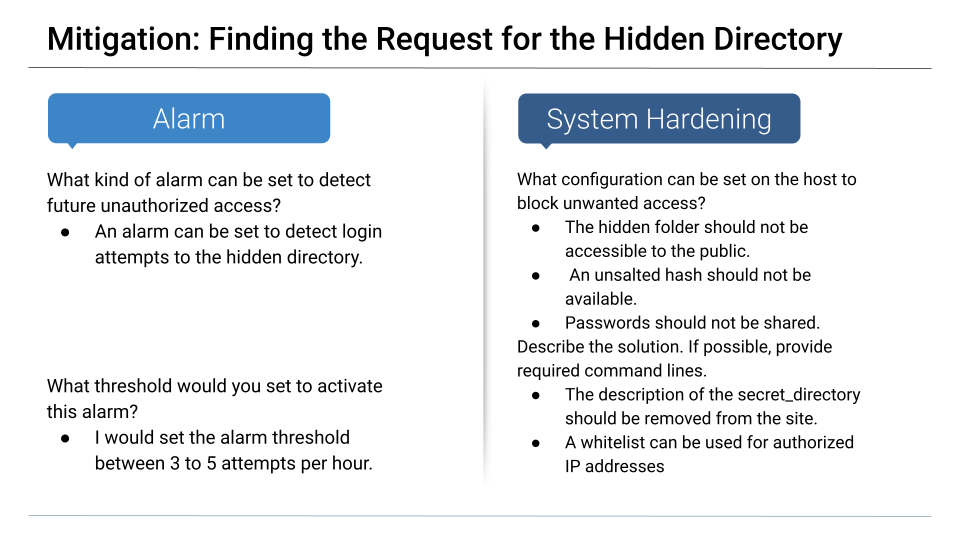 Mitigation: Finding the Request for the Hidden Directory
Alarm
What kind of alarm can be set to detect
future unauthorized access?
● An alarm can be set to detect login
attempts to the hidden directory.
What threshold would you set to activate
this alarm?
● I would set the alarm threshold
between 3 to 5 attempts per hour.
System Hardening
What configuration can be set on the host to
block unwanted access?
● The hidden folder should not be
accessible to the public.
● An unsalted hash should not be
available.
● Passwords should not be shared.
Describe the solution. If possible, provide
required command lines.
● The description of the secret_directory
should be removed from the site.
● A whitelist can be used for authorized
IP addresses